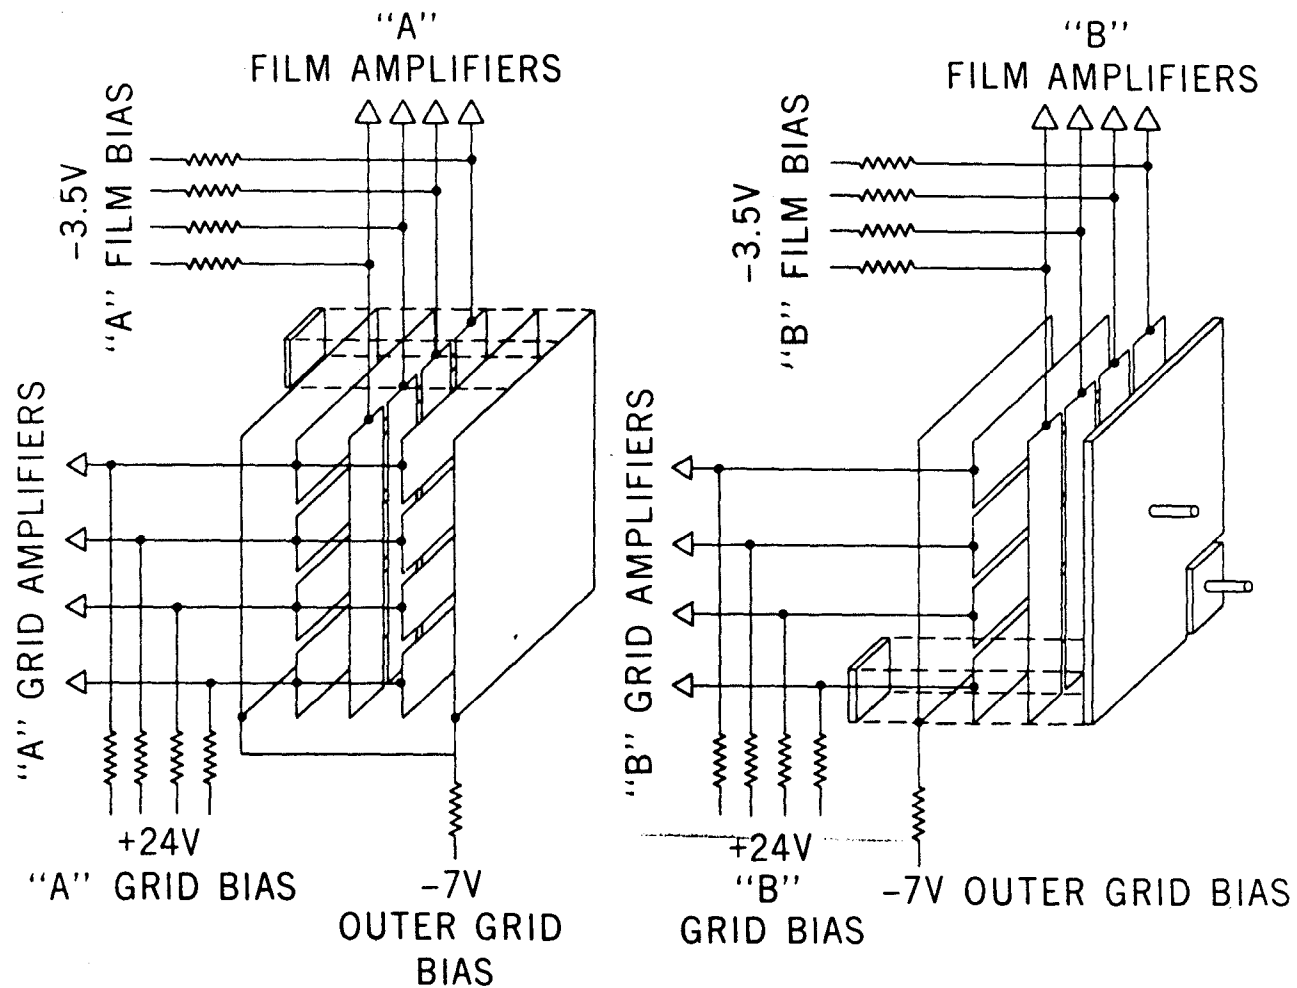 “A”
FILM AMPLIFIERS
−3.5V
“A” FILM BIAS
“A” GRID AMPLIFIERS
+24V
“A” GRID BIAS
−7V
OUTER GRID
BIAS
“B”
FILM AMPLIFIERS
−3.5V
“B” FILM BIAS
“B” GRID AMPLIFIERS
+24V
“B”
GRID BIAS
−7V OUTER GRID BIAS